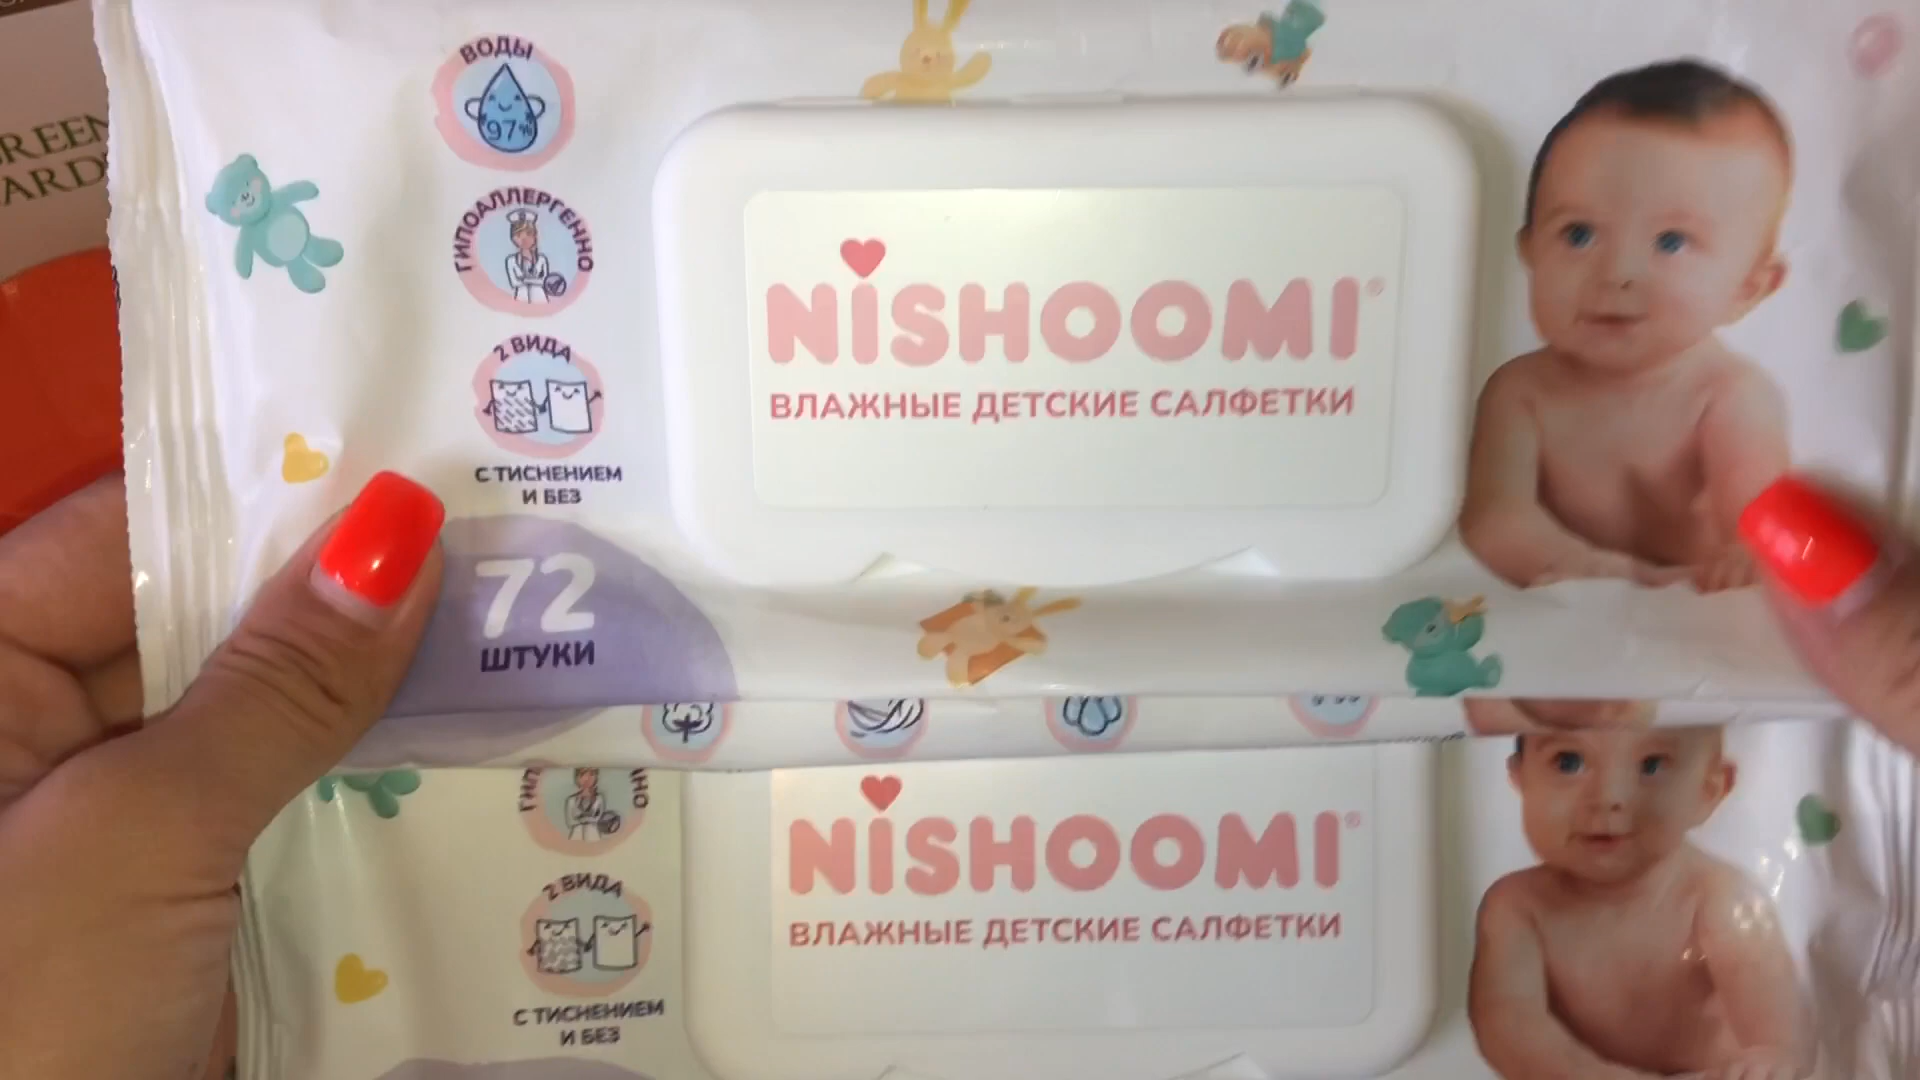 ВОДЫ
97%
ГИПОАЛЛЕРГЕННО
2 ВИДА
С ТИСНЕНИЕМ
И БЕЗ
72
ШТУКИ
NISHOOMI®
ВЛАЖНЫЕ ДЕТСКИЕ САЛФЕТКИ
2 ВИДА
С ТИСНЕНИЕМ
И БЕЗ
NISHOOMI®
ВЛАЖНЫЕ ДЕТСКИЕ САЛФЕТКИ